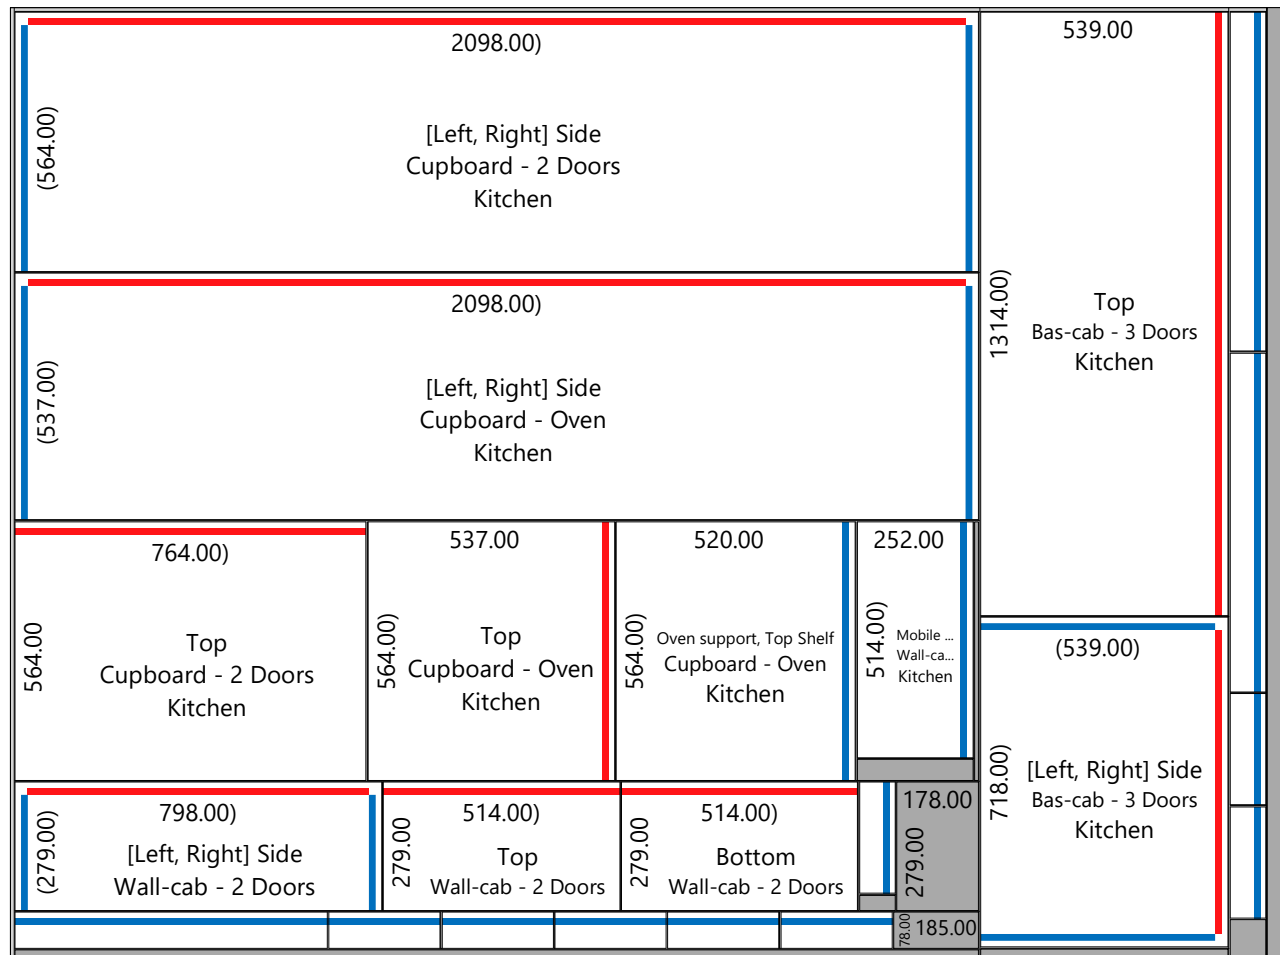 2098.00)
(564.00)
[Left, Right] Side
Cupboard - 2 Doors
Kitchen
539.00
1314.00)
Top
Bas-cab - 3 Doors
Kitchen
2098.00)
(537.00)
[Left, Right] Side
Cupboard - Oven
Kitchen
764.00)
564.00
Top
Cupboard - 2 Doors
Kitchen
537.00
564.00)
Top
Cupboard - Oven
Kitchen
520.00
564.00)
Oven support, Top Shelf
Cupboard - Oven
Kitchen
252.00
514.00)
Mobile ...
Wall-ca...
Kitchen
(539.00)
718.00)
[Left, Right] Side
Bas-cab - 3 Doors
Kitchen
798.00)
(279.00)
[Left, Right] Side
Wall-cab - 2 Doors
514.00)
279.00
Top
Wall-cab - 2 Doors
514.00)
279.00
Bottom
Wall-cab - 2 Doors
178.00
279.00
78.00
185.00